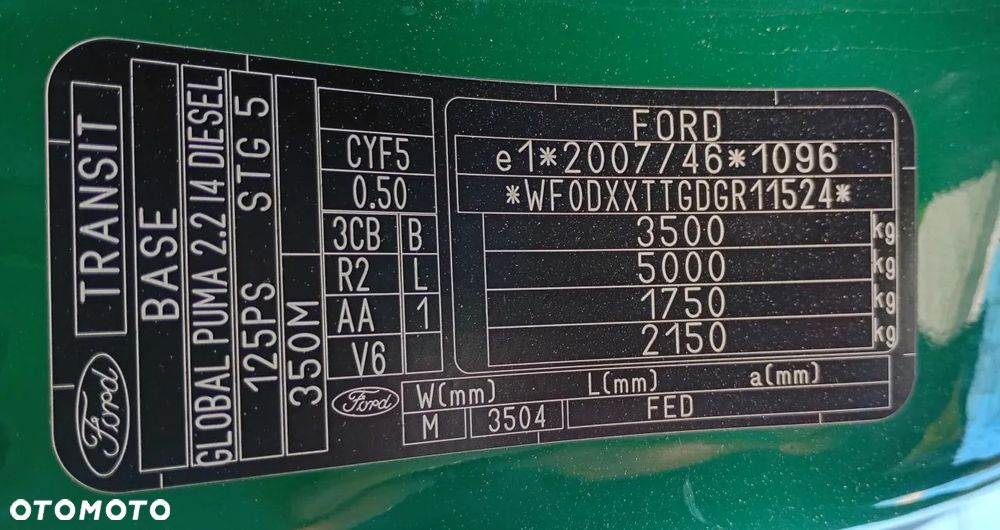 TRANSIT
BASE
GLOBAL PUMA 2.2 I4 DIESEL
125PS STG 5
350M
Ford
CYF5
0.50
3CB B
R2 L
AA 1
V6
Ford
FORD
e1*2007/46*1096
*WF0DXXTTGDGR11524*
3500 kg
5000 kg
1750 kg
2150 kg
W(mm) L(mm) a(mm)
M 3504 FED
OTOMOTO